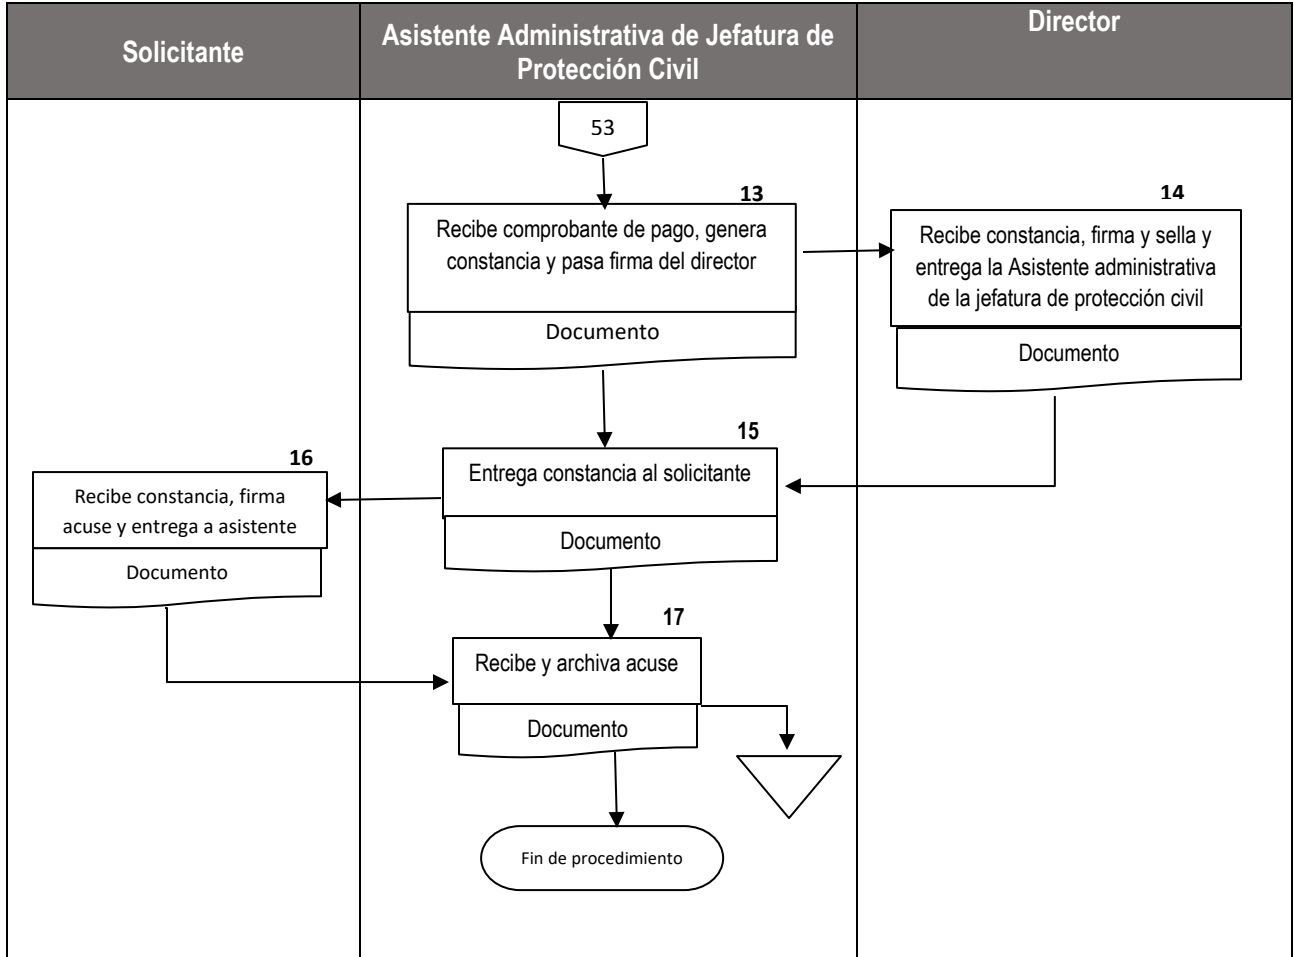 Solicitante
Asistente Administrativa de Jefatura de
Protección Civil
Director
53
13
Recibe comprobante de pago, genera
constancia y pasa firma del director
Documento
14
Recibe constancia, firma y sella y
entrega la Asistente administrativa
de la jefatura de protección civil
Documento
15
Entrega constancia al solicitante
Documento
16
Recibe constancia, firma
acuse y entrega a asistente
Documento
17
Recibe y archiva acuse
Documento
Fin de procedimiento